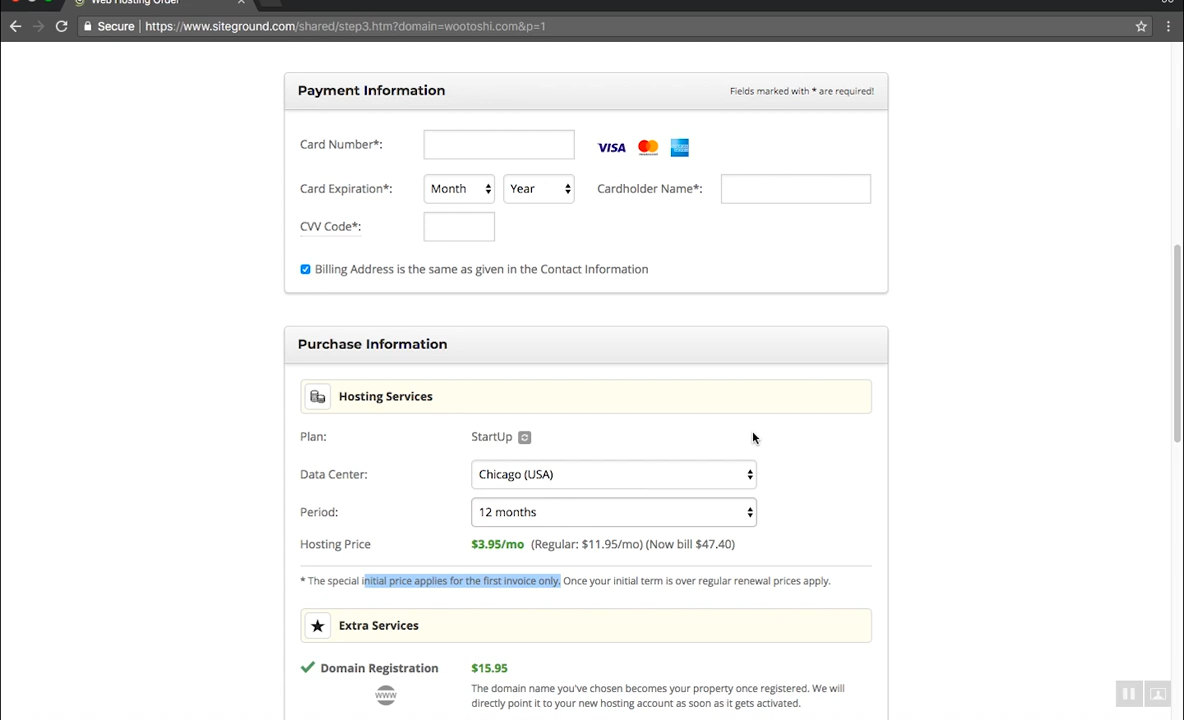 Web Hosting Order
Secure | https://www.siteground.com/shared/step3.htm?domain=wootoshi.com&p=1
Payment Information
Fields marked with * are required!
Card Number*:
VISA
Card Expiration*:
Month
Year
Cardholder Name*:
CVV Code*:
Billing Address is the same as given in the Contact Information
Purchase Information
Hosting Services
Plan:
StartUp
Data Center:
Chicago (USA)
Period:
12 months
Hosting Price
$3.95/mo (Regular: $11.95/mo) (Now bill $47.40)
* The special initial price applies for the first invoice only. Once your initial term is over regular renewal prices apply.
Extra Services
Domain Registration
$15.95
www
The domain name you've chosen becomes your property once registered. We will
directly point it to your new hosting account as soon as it gets activated.